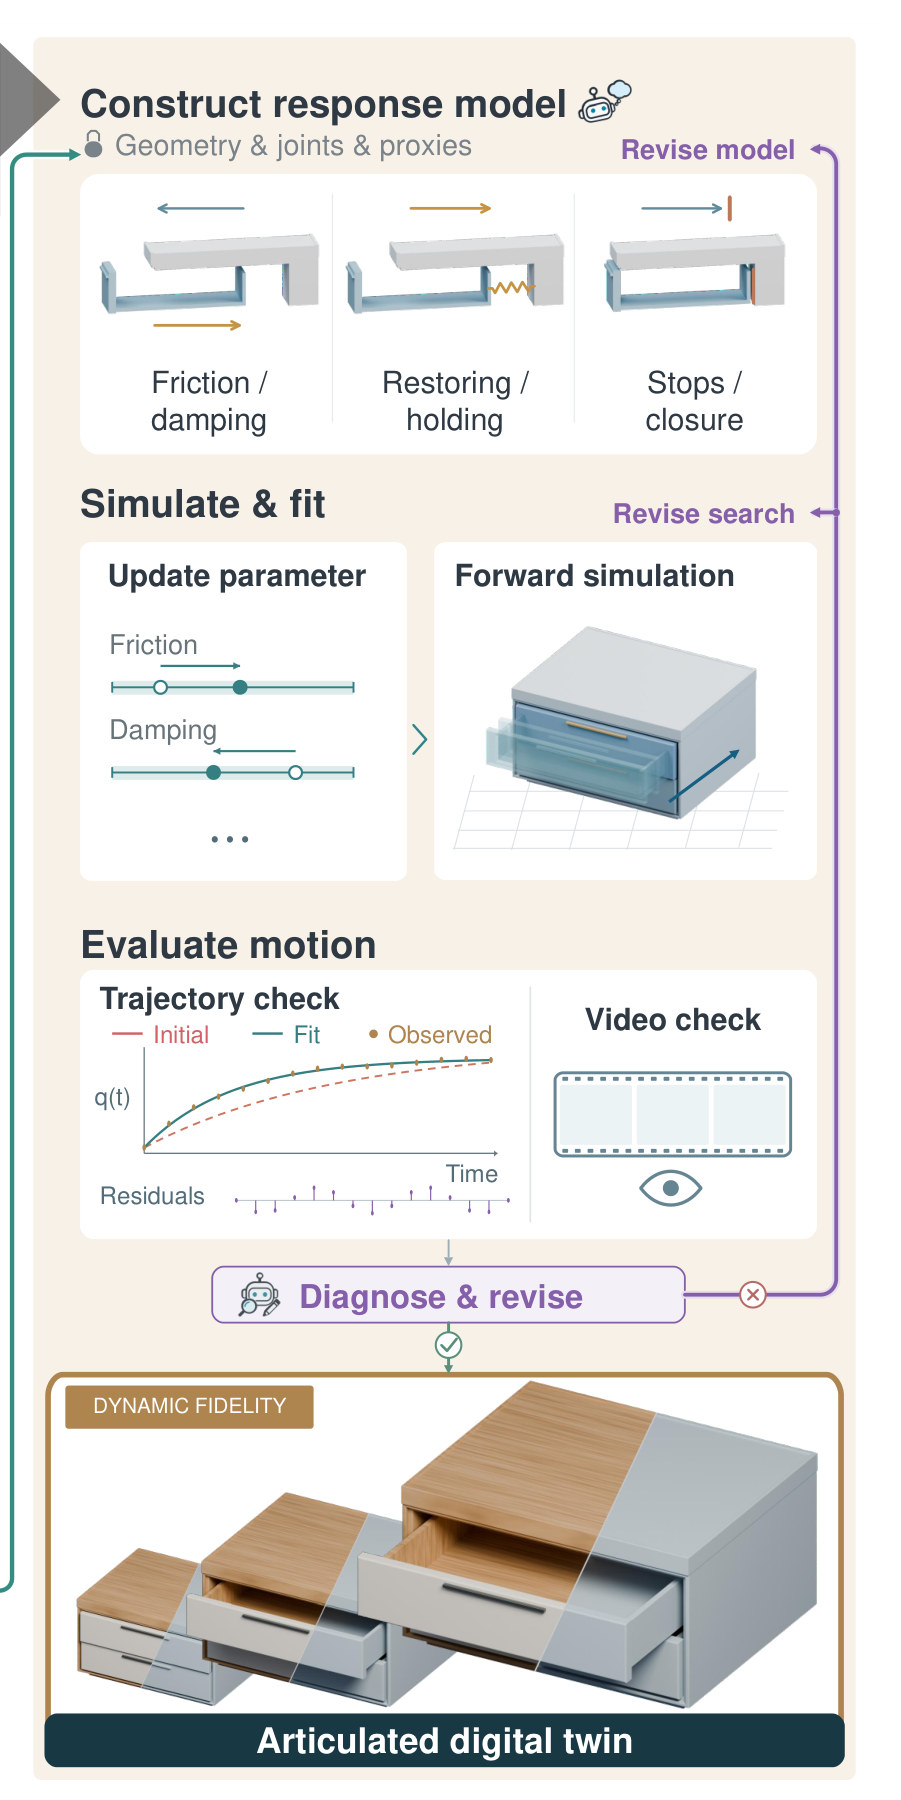 Construct response model
Geometry & joints & proxies
Revise model
Friction /
damping
Restoring /
holding
Stops /
closure
Simulate & fit
Revise search
Update parameter
Friction
Damping
...
Forward simulation
Evaluate motion
Trajectory check
Initial
Fit
Observed
q(t)
Time
Residuals
Video check
Diagnose & revise
DYNAMIC FIDELITY
Articulated digital twin